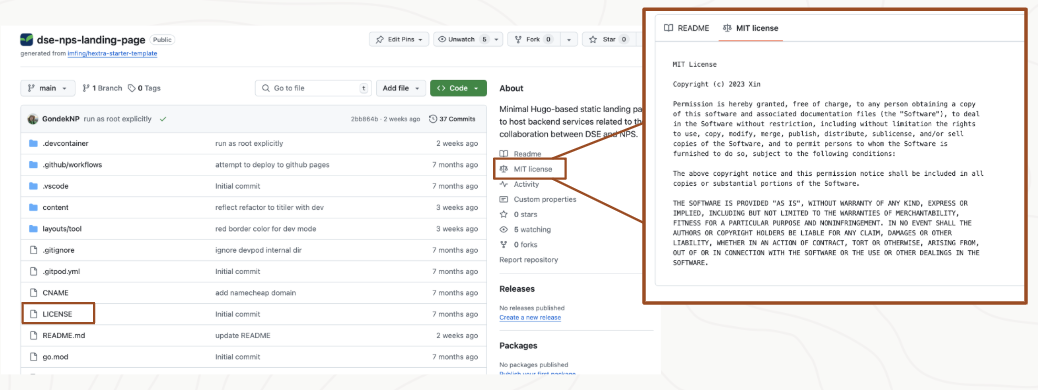 dse-nps-landing-page Public
generated from imfing/hextra-starter-template
Edit Pins
Unwatch 5
Fork 0
Star 0
main
1 Branch
0 Tags
Go to file
t
Add file
<> Code
GondekNP run as root explicitly
2bb864b · 2 weeks ago
37 Commits
.devcontainer run as root explicitly 2 weeks ago
.github/workflows attempt to deploy to github pages 7 months ago
.vscode Initial commit 7 months ago
content reflect refactor to titiler with dev 3 weeks ago
layouts/tool red border color for dev mode 3 weeks ago
.gitignore ignore devpod internal dir 7 months ago
.gitpod.yml Initial commit 7 months ago
CNAME add namecheap domain 7 months ago
LICENSE Initial commit 7 months ago
README.md update README 2 weeks ago
go.mod Initial commit 7 months ago
About
Minimal Hugo-based static landing pa
to host backend services related to th
collaboration between DSE and NPS.
Readme
MIT license
Activity
Custom properties
0 stars
5 watching
0 forks
Report repository
Releases
No releases published
Create a new release
Packages
No packages published
Publish your first package
README MIT license
MIT License
Copyright (c) 2023 Xin
Permission is hereby granted, free of charge, to any person obtaining a copy
of this software and associated documentation files (the "Software"), to deal
in the Software without restriction, including without limitation the rights
to use, copy, modify, merge, publish, distribute, sublicense, and/or sell
copies of the Software, and to permit persons to whom the Software is
furnished to do so, subject to the following conditions:
The above copyright notice and this permission notice shall be included in all
copies or substantial portions of the Software.
THE SOFTWARE IS PROVIDED "AS IS", WITHOUT WARRANTY OF ANY KIND, EXPRESS OR
IMPLIED, INCLUDING BUT NOT LIMITED TO THE WARRANTIES OF MERCHANTABILITY,
FITNESS FOR A PARTICULAR PURPOSE AND NONINFRINGEMENT. IN NO EVENT SHALL THE
AUTHORS OR COPYRIGHT HOLDERS BE LIABLE FOR ANY CLAIM, DAMAGES OR OTHER
LIABILITY, WHETHER IN AN ACTION OF CONTRACT, TORT OR OTHERWISE, ARISING FROM,
OUT OF OR IN CONNECTION WITH THE SOFTWARE OR THE USE OR OTHER DEALINGS IN THE
SOFTWARE.